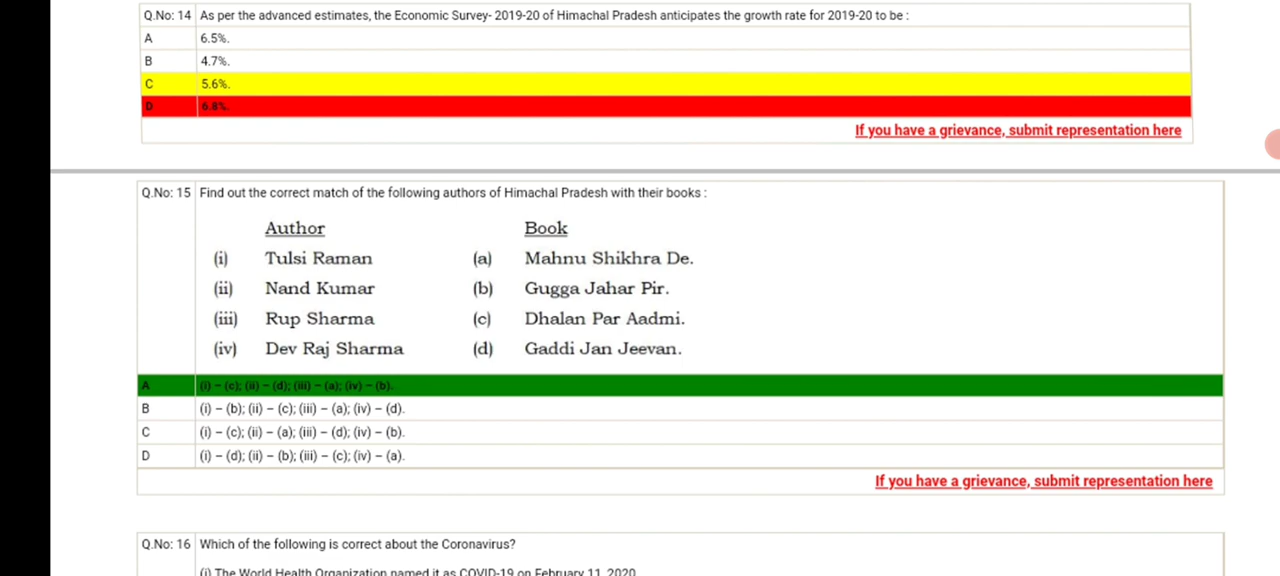 Q.No: 14 As per the advanced estimates, the Economic Survey- 2019-20 of Himachal Pradesh anticipates the growth rate for 2019-20 to be :
A 6.5%.
B 4.7%.
C 5.6%.
D 6.8%.
If you have a grievance, submit representation here
Q.No: 15 Find out the correct match of the following authors of Himachal Pradesh with their books :
Author Book
(i) Tulsi Raman (a) Mahnu Shikhra De.
(ii) Nand Kumar (b) Gugga Jahar Pir.
(iii) Rup Sharma (c) Dhalan Par Aadmi.
(iv) Dev Raj Sharma (d) Gaddi Jan Jeevan.
A (i) – (c); (ii) – (d); (iii) – (a); (iv) – (b).
B (i) – (b); (ii) – (c); (iii) – (a); (iv) – (d).
C (i) – (c); (ii) – (a); (iii) – (d); (iv) – (b).
D (i) – (d); (ii) – (b); (iii) – (c); (iv) – (a).
If you have a grievance, submit representation here
Q.No: 16 Which of the following is correct about the Coronavirus?
(i) The World Health Organization named it as COVID-19 on February 11, 2020